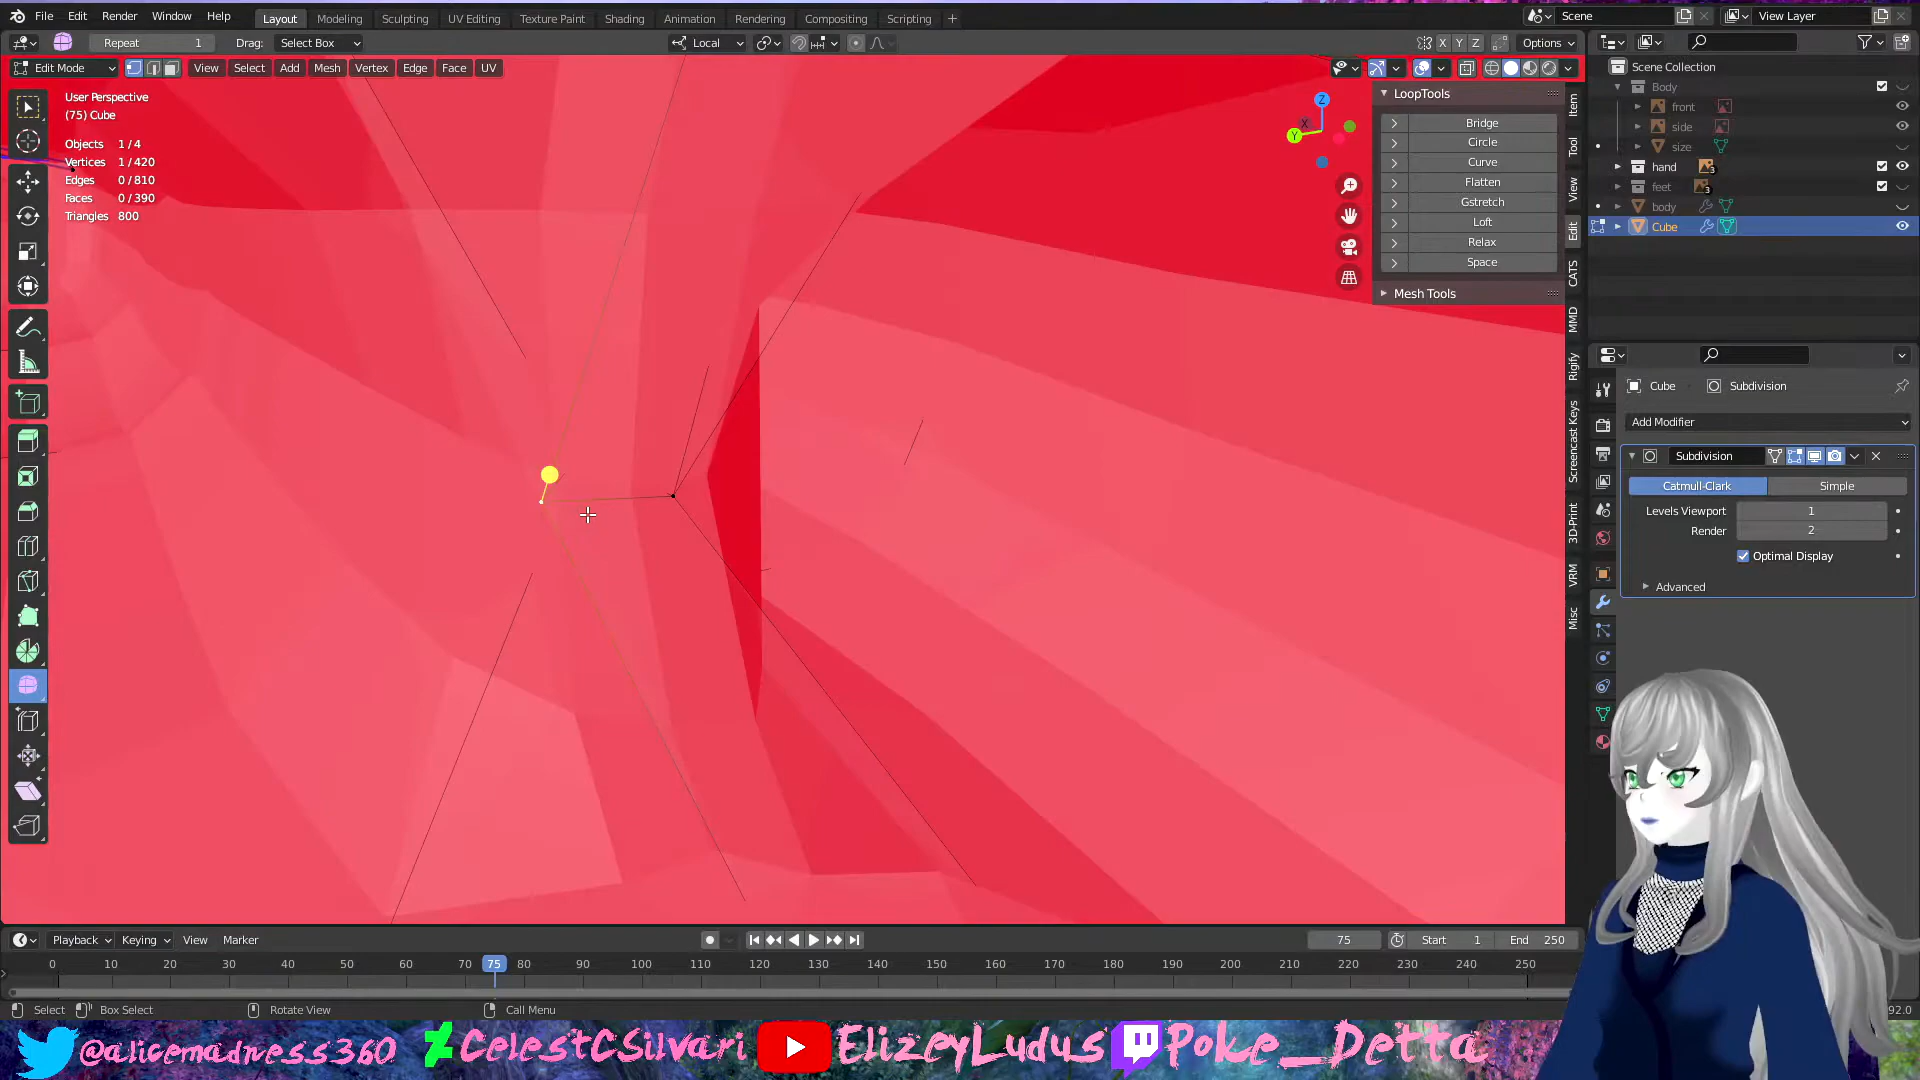 File Edit Render Window Help Layout Modeling Sculpting UV Editing Texture Paint Shading Animation Rendering Compositing Scripting Scene View Layer
Repeat 1 Drag: Select Box Local X Y Z Options
Edit Mode View Select Add Mesh Vertex Edge Face UV
User Perspective
(75) Cube
Objects 1 / 4
Vertices 1 / 420
Edges 0 / 810
Faces 0 / 390
Triangles 800
Z
X
Y
LoopTools
Bridge
Circle
Curve
Flatten
Gstretch
Loft
Relax
Space
Mesh Tools
Item
Tool
View
Edit
CATS
MMD
Rigify
Screencast Keys
3D-Print
VRM
Misc
Scene Collection
Body
front
side
size
hand
feet
body
Cube
Cube Subdivision
Add Modifier
Subdivision
Catmull-Clark Simple
Levels Viewport 1
Render 2
Optimal Display
Advanced
Playback Keying View Marker 75 Start 1 End 250
0 10 20 30 40 50 60 70 75 80 90 100 110 120 130 140 150 160 170 180 190 200 210 220 230 240 250
Select Box Select Rotate View Call Menu
@alicemadness360 CelestCSilvari ElizeyLudus Poke_Detta